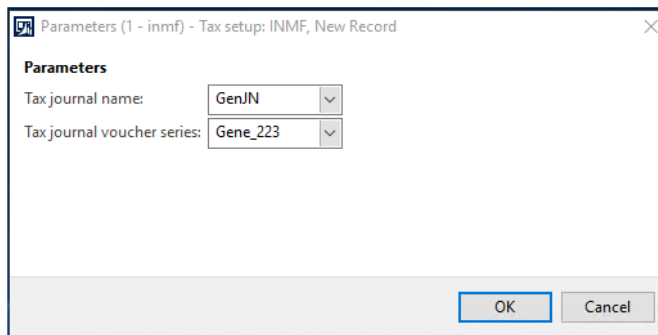 Parameters (1 - inmf) - Tax setup: INMF, New Record
Parameters
Tax journal name: GenJN
Tax journal voucher series: Gene_223
OK Cancel